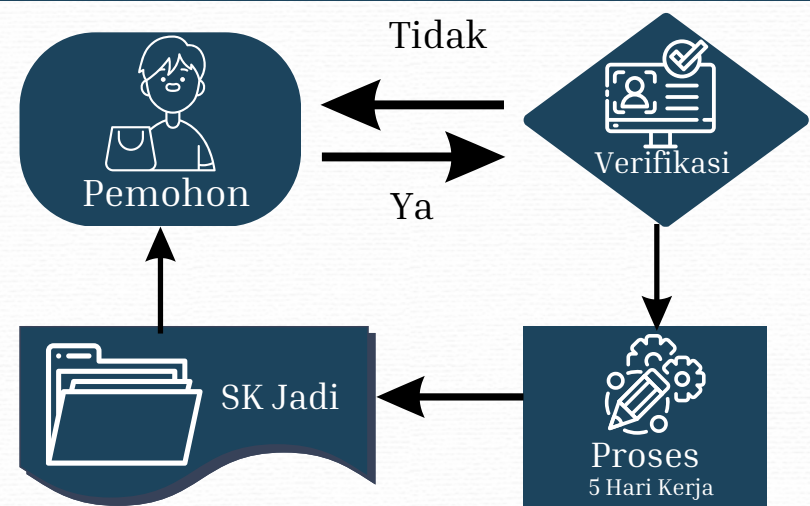 Tidak
Pemohon
Verifikasi
Ya
SK Jadi
Proses
5 Hari Kerja